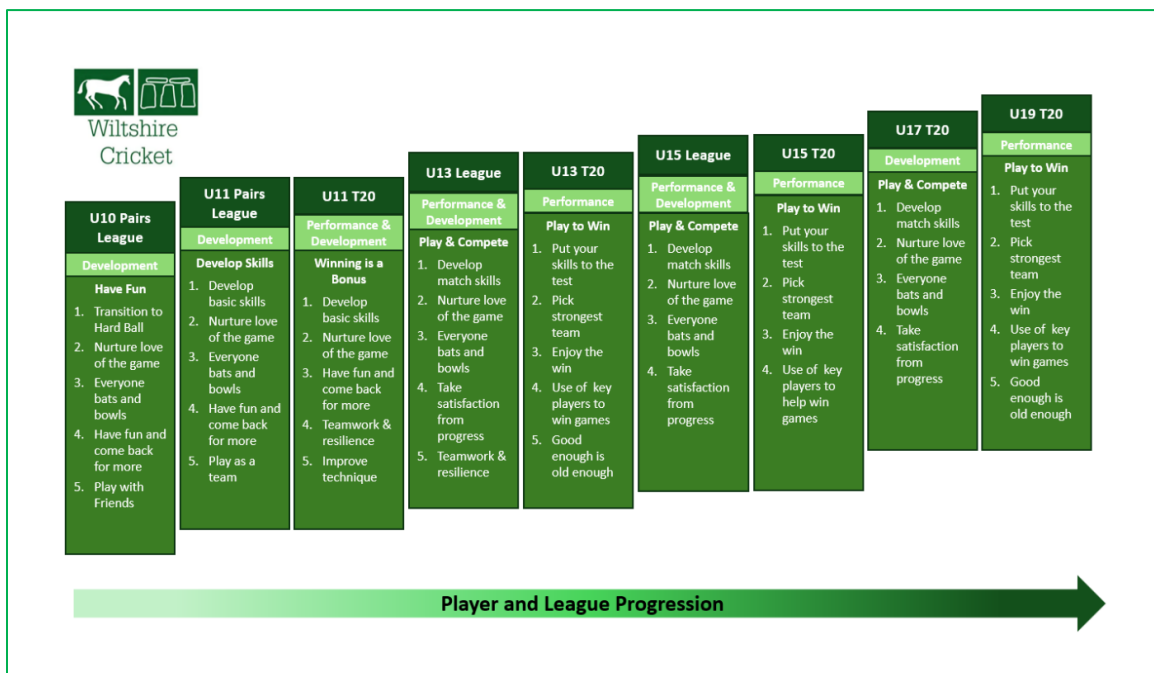 Wiltshire
Cricket
U10 Pairs
League
Development
Have Fun
1. Transition to
Hard Ball
2. Nurture love
of the game
3. Everyone
bats and
bowls
4. Have fun and
come back
for more
5. Play with
Friends
U11 Pairs
League
Development
Develop Skills
1. Develop
basic skills
2. Nurture love
of the game
3. Everyone
bats and
bowls
4. Have fun and
come back
for more
5. Play as a
team
U11 T20
Performance &
Development
Winning is a
Bonus
1. Develop
basic skills
2. Nurture love
of the game
3. Have fun and
come back
for more
4. Teamwork &
resilience
5. Improve
technique
U13 League
Performance &
Development
Play & Compete
1. Develop
match skills
2. Nurture love
of the game
3. Everyone
bats and
bowls
4. Take
satisfaction
from
progress
5. Teamwork &
resilience
U13 T20
Performance
Play to Win
1. Put your
skills to the
test
2. Pick
strongest
team
3. Enjoy the
win
4. Use of key
players to
win games
5. Good
enough is
old enough
U15 League
Performance &
Development
Play & Compete
1. Develop
match skills
2. Nurture love
of the game
3. Everyone
bats and
bowls
4. Take
satisfaction
from
progress
U15 T20
Performance
Play to Win
1. Put your
skills to the
test
2. Pick
strongest
team
3. Enjoy the
win
4. Use of key
players to
help win
games
U17 T20
Development
Play & Compete
1. Develop
match skills
2. Nurture love
of the game
3. Everyone
bats and
bowls
4. Take
satisfaction
from
progress
U19 T20
Performance
Play to Win
1. Put your
skills to the
test
2. Pick
strongest
team
3. Enjoy the
win
4. Use of key
players to
win games
5. Good
enough is
old enough
Player and League Progression